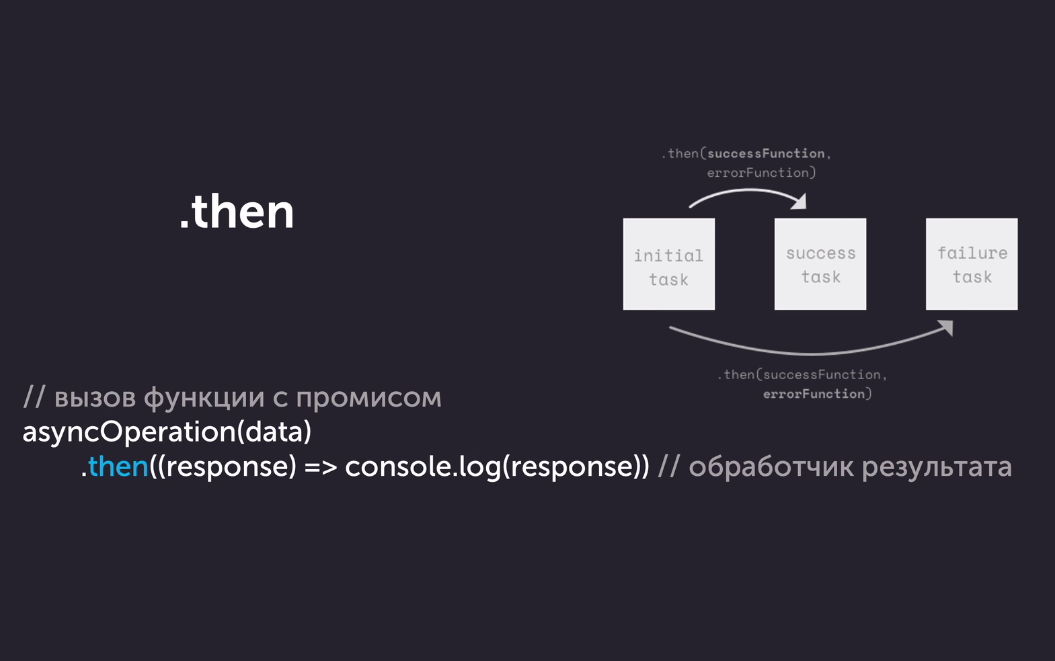 .then
.then(successFunction,
errorFunction)
initial
task
success
task
failure
task
.then(successFunction,
errorFunction)
// вызов функции с промисом
asyncOperation(data)
.then((response) => console.log(response)) // обработчик результата